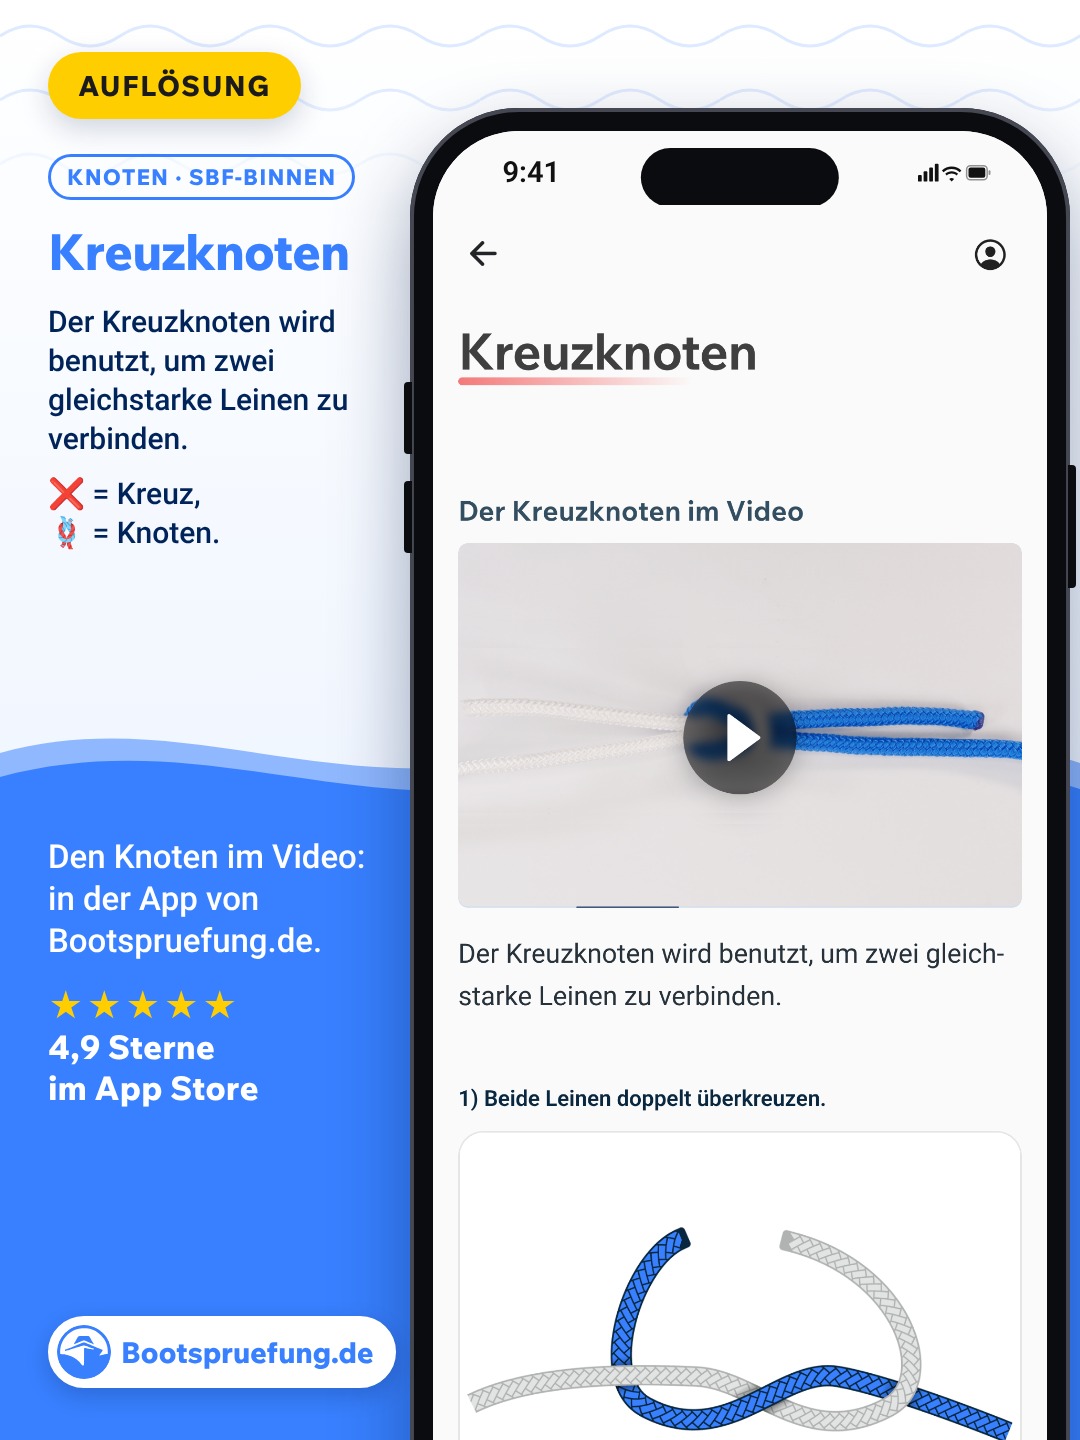 AUFLÖSUNG
KNOTEN · SBF-BINNEN
Kreuzknoten
Der Kreuzknoten wird
benutzt, um zwei
gleichstarke Leinen zu
verbinden.
❌ = Kreuz,
🪢 = Knoten.
Den Knoten im Video:
in der App von
Bootspruefung.de.
★★★★★
4,9 Sterne
im App Store
Bootspruefung.de
9:41
Kreuzknoten
Der Kreuzknoten im Video
Der Kreuzknoten wird benutzt, um zwei gleich-
starke Leinen zu verbinden.
1) Beide Leinen doppelt überkreuzen.